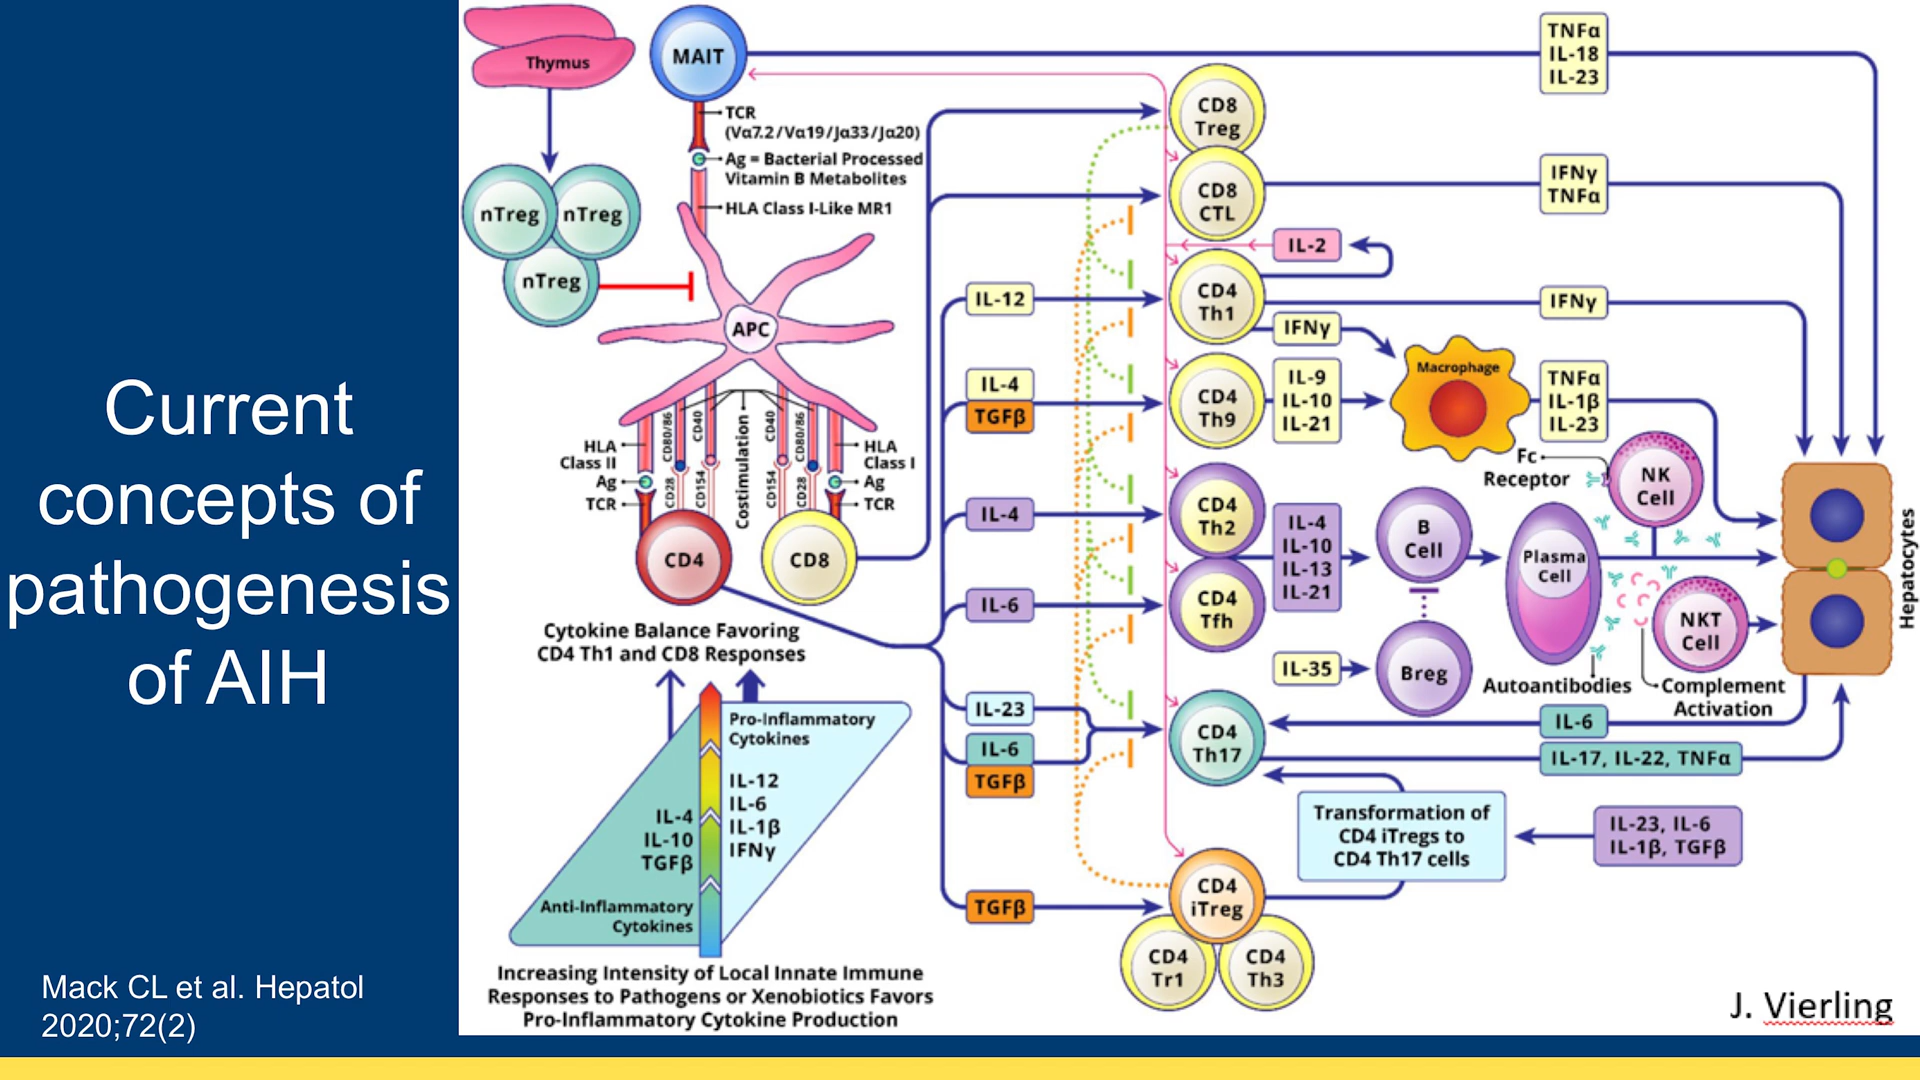 Current
concepts of
pathogenesis
of AIH
Mack CL et al. Hepatol
2020;72(2)
Thymus
nTreg
nTreg
nTreg
MAIT
TCR
(Vα7.2/Vα19/Jα33/Jα20)
Ag = Bacterial Processed
Vitamin B Metabolites
HLA Class I-Like MR1
APC
HLA
Class II
Ag
TCR
CD80/86
CD28
CD40
CD154
Costimulation
CD40
CD154
CD80/86
CD28
HLA
Class I
Ag
TCR
CD4
CD8
Cytokine Balance Favoring
CD4 Th1 and CD8 Responses
Pro-Inflammatory
Cytokines
IL-12
IL-6
IL-1β
IFNγ
IL-4
IL-10
TGFβ
Anti-Inflammatory
Cytokines
Increasing Intensity of Local Innate Immune
Responses to Pathogens or Xenobiotics Favors
Pro-Inflammatory Cytokine Production
IL-12
IL-4
TGFβ
IL-4
IL-6
IL-23
IL-6
TGFβ
TGFβ
CD8
Treg
CD8
CTL
CD4
Th1
CD4
Th9
CD4
Th2
CD4
Tfh
CD4
Th17
CD4
iTreg
CD4
Tr1
CD4
Th3
TNFα
IL-18
IL-23
IFNγ
TNFα
IL-2
IFNγ
IFNγ
IL-9
IL-10
IL-21
Macrophage
TNFα
IL-1β
IL-23
Fc
Receptor
NK
Cell
IL-4
IL-10
IL-13
IL-21
B
Cell
Plasma
Cell
NKT
Cell
IL-35
Breg
Autoantibodies
Complement
Activation
Hepatocytes
IL-6
IL-17, IL-22, TNFα
Transformation of
CD4 iTregs to
CD4 Th17 cells
IL-23, IL-6
IL-1β, TGFβ
J. Vierling